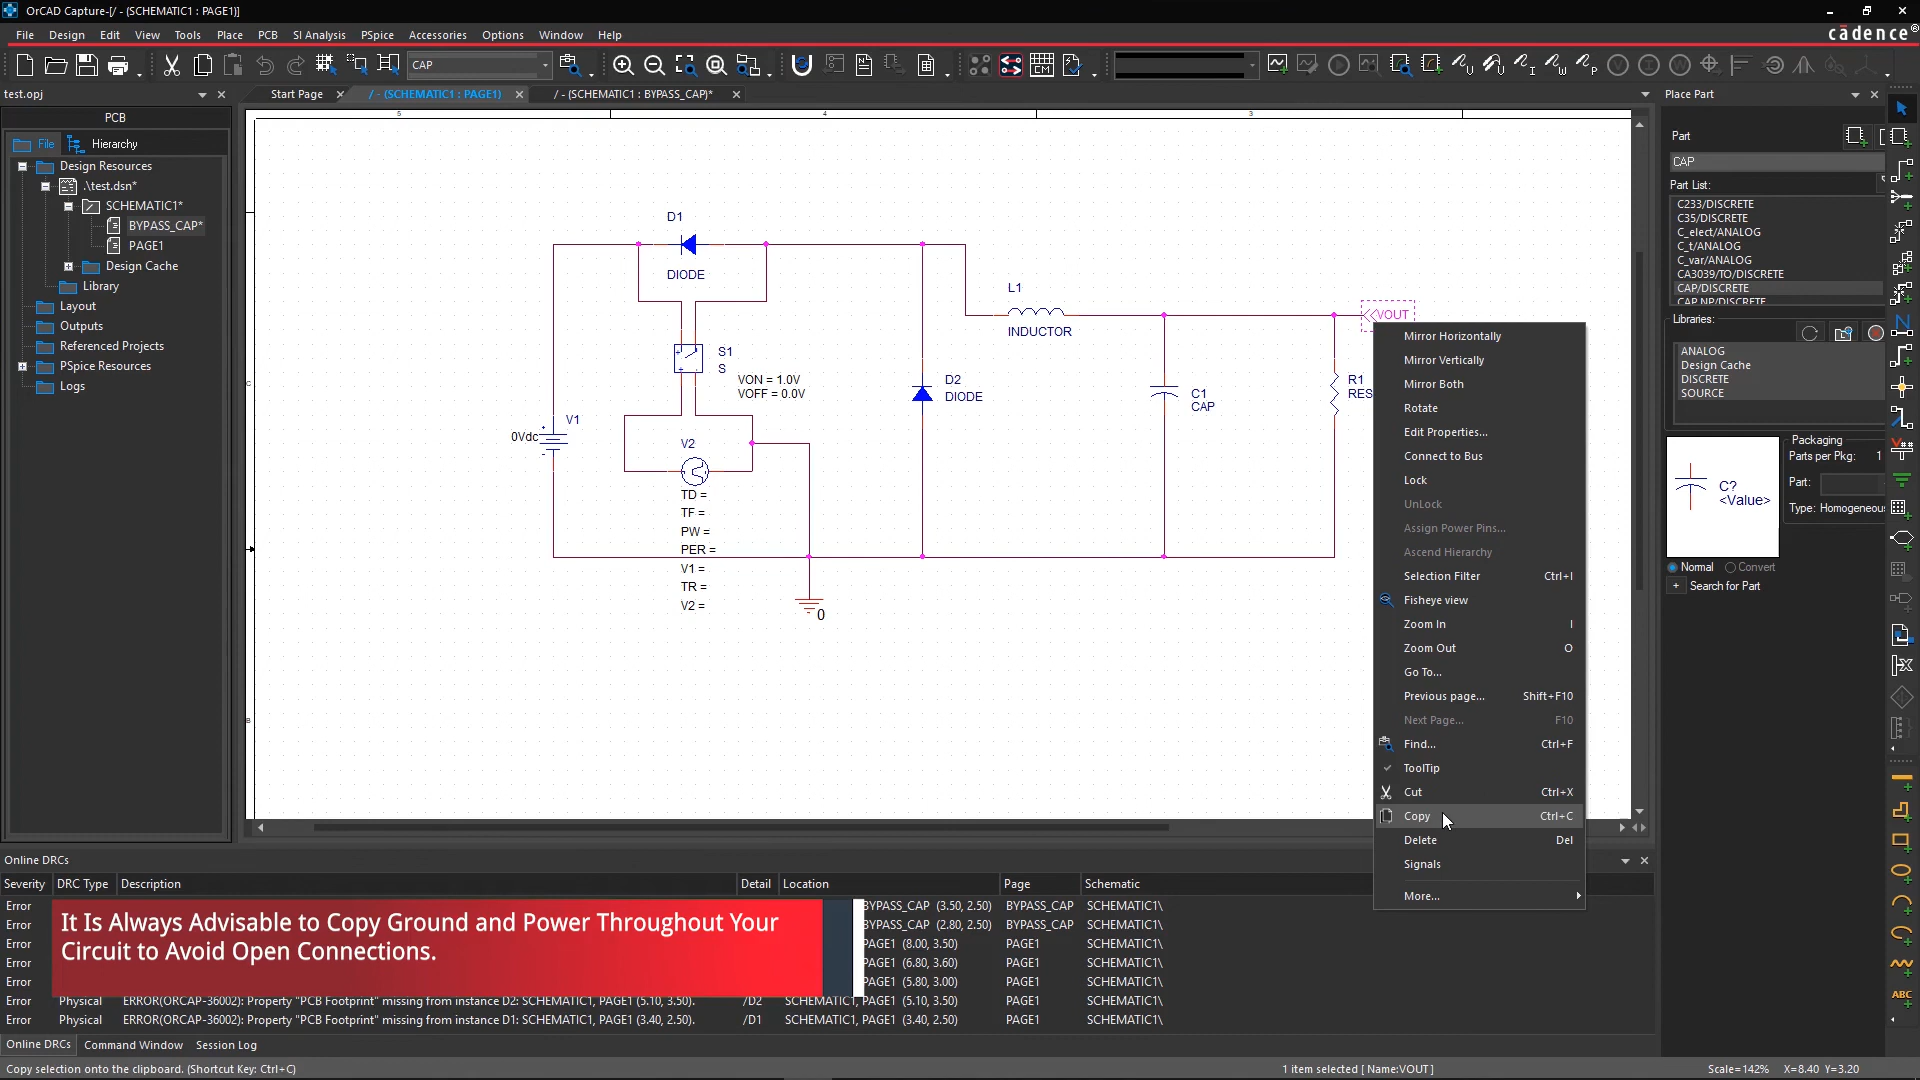 OrCAD Capture-[/ - (SCHEMATIC1 : PAGE1)]
File Design Edit View Tools Place PCB SI Analysis PSpice Accessories Options Window Help
cādence®
CAP
test.opj
Start Page
/ - (SCHEMATIC1 : PAGE1)
/ - (SCHEMATIC1 : BYPASS_CAP)*
PCB
File
Hierarchy
Design Resources
.\test.dsn*
SCHEMATIC1*
BYPASS_CAP*
PAGE1
Design Cache
Library
Layout
Outputs
Referenced Projects
PSpice Resources
Logs
5
4
3
C
B
D1
DIODE
S1
S
VON = 1.0V
VOFF = 0.0V
V1
0Vdc
V2
TD =
TF =
PW =
PER =
V1 =
TR =
V2 =
0
D2
DIODE
L1
INDUCTOR
C1
CAP
R1
RES
VOUT
Mirror Horizontally
Mirror Vertically
Mirror Both
Rotate
Edit Properties...
Connect to Bus
Lock
UnLock
Assign Power Pins...
Ascend Hierarchy
Selection Filter Ctrl+I
Fisheye view
Zoom In I
Zoom Out O
Go To...
Previous page... Shift+F10
Next Page... F10
Find... Ctrl+F
ToolTip
Cut Ctrl+X
Copy Ctrl+C
Delete Del
Signals
More...
Place Part
Part
CAP
Part List:
C233/DISCRETE
C35/DISCRETE
C_elect/ANALOG
C_t/ANALOG
C_var/ANALOG
CA3039/TO/DISCRETE
CAP/DISCRETE
CAP NP/DISCRETE
Libraries:
ANALOG
Design Cache
DISCRETE
SOURCE
C?
<Value>
Packaging
Parts per Pkg: 1
Part:
Type: Homogeneous
Normal Convert
+ Search for Part
ABC
Online DRCs
Severity DRC Type Description Detail Location Page Schematic
Error BYPASS_CAP (3.50, 2.50) BYPASS_CAP SCHEMATIC1\
Error BYPASS_CAP (2.80, 2.50) BYPASS_CAP SCHEMATIC1\
Error PAGE1 (8.00, 3.50) PAGE1 SCHEMATIC1\
Error PAGE1 (6.80, 3.60) PAGE1 SCHEMATIC1\
Error PAGE1 (5.80, 3.00) PAGE1 SCHEMATIC1\
Error Physical ERROR(ORCAP-36002): Property "PCB Footprint" missing from instance D2: SCHEMATIC1, PAGE1 (5.10, 3.50). /D2 SCHEMATIC1, PAGE1 (5.10, 3.50) PAGE1 SCHEMATIC1\
Error Physical ERROR(ORCAP-36002): Property "PCB Footprint" missing from instance D1: SCHEMATIC1, PAGE1 (3.40, 2.50). /D1 SCHEMATIC1, PAGE1 (3.40, 2.50) PAGE1 SCHEMATIC1\
It Is Always Advisable to Copy Ground and Power Throughout Your
Circuit to Avoid Open Connections.
Online DRCs Command Window Session Log
Copy selection onto the clipboard. (Shortcut Key: Ctrl+C)
1 item selected [ Name:VOUT ]
Scale=142% X=8.40 Y=3.20